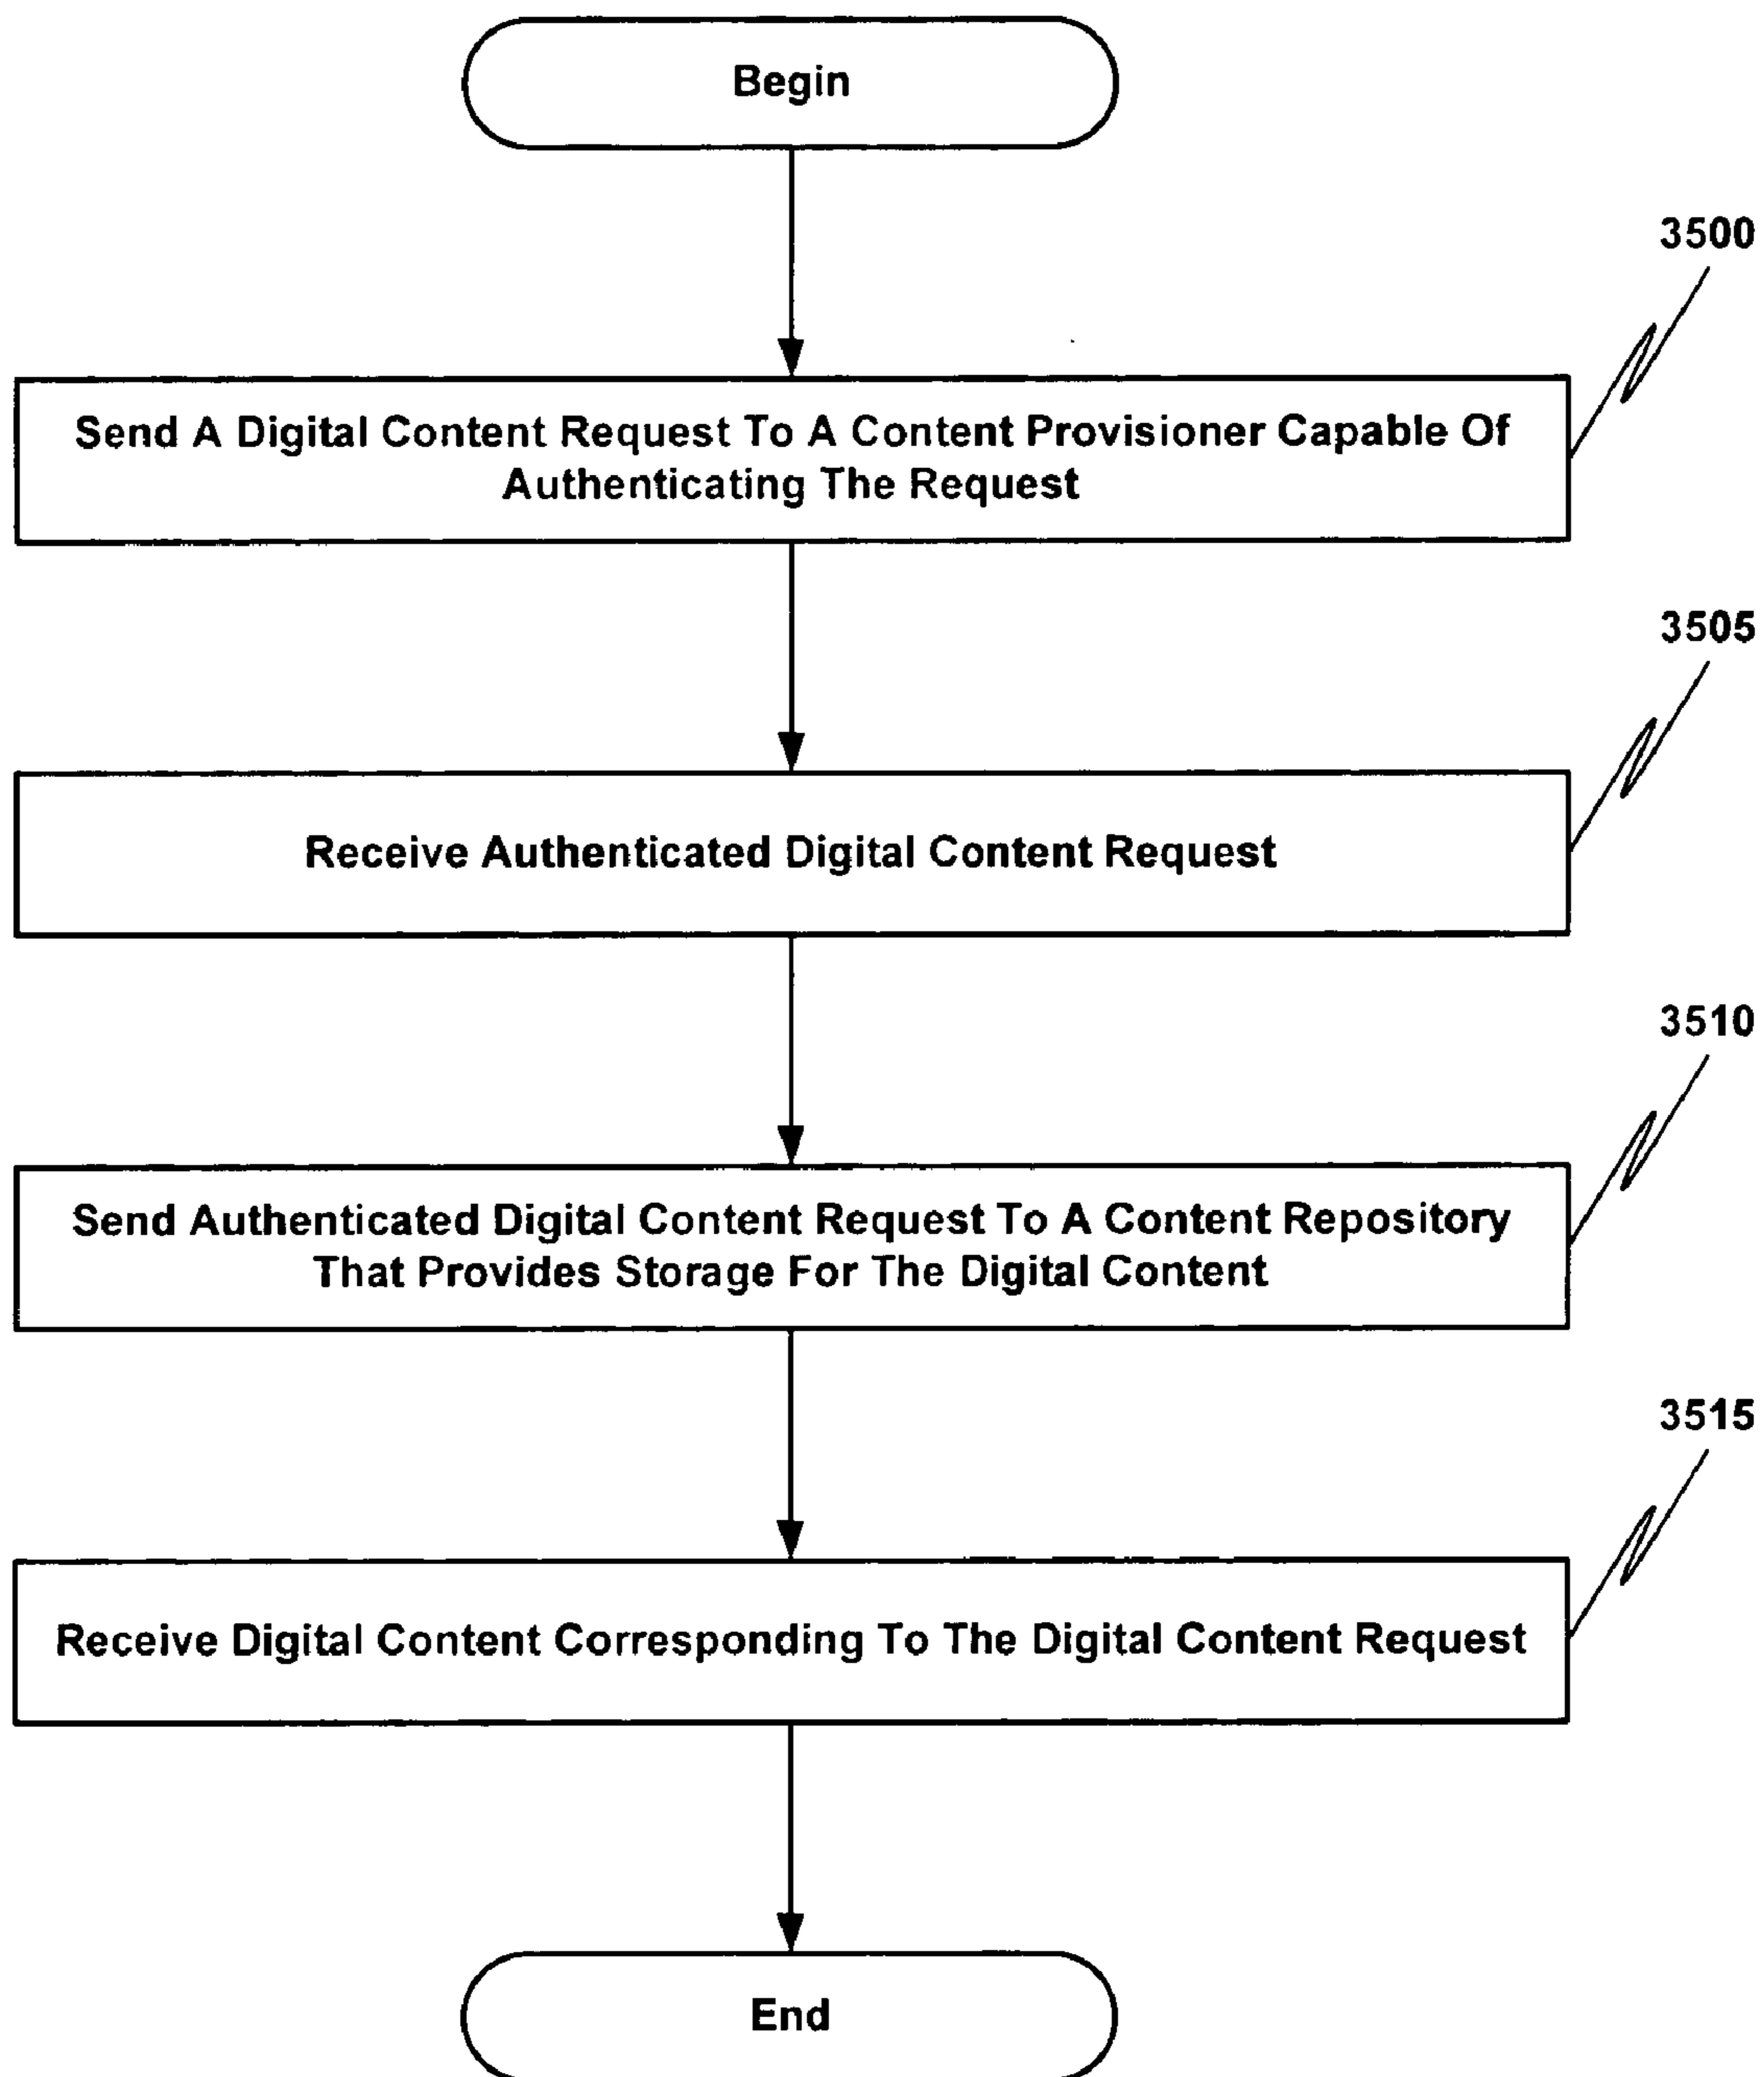 Begin
3500
Send A Digital Content Request To A Content Provisioner Capable Of
Authenticating The Request
3505
Receive Authenticated Digital Content Request
3510
Send Authenticated Digital Content Request To A Content Repository
That Provides Storage For The Digital Content
3515
Receive Digital Content Corresponding To The Digital Content Request
End